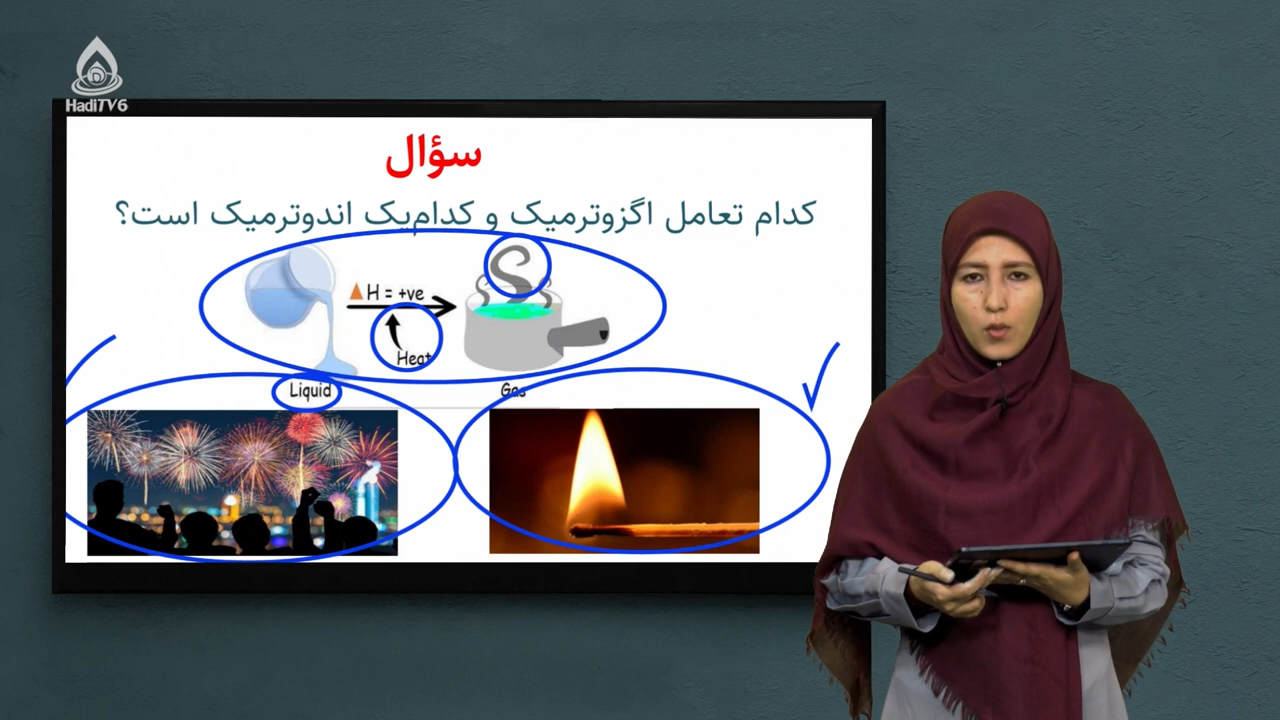 HadiTV6
سؤال
کدام تعامل اگزوترمیک و کدام‌یک اندوترمیک است؟
H = +ve
Heat
Liquid
Gas